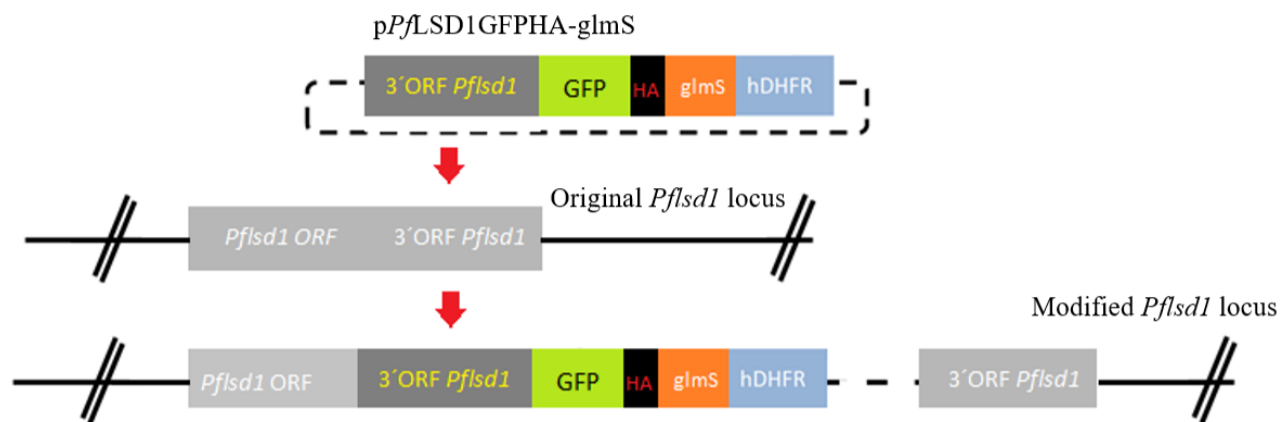 pPfLSD1GFPHA-glmS
3´ORF Pflsd1 GFP HA glmS hDHFR
Original Pflsd1 locus
Pflsd1 ORF 3´ORF Pflsd1
Modified Pflsd1 locus
Pflsd1 ORF 3´ORF Pflsd1 GFP HA glmS hDHFR 3´ORF Pflsd1